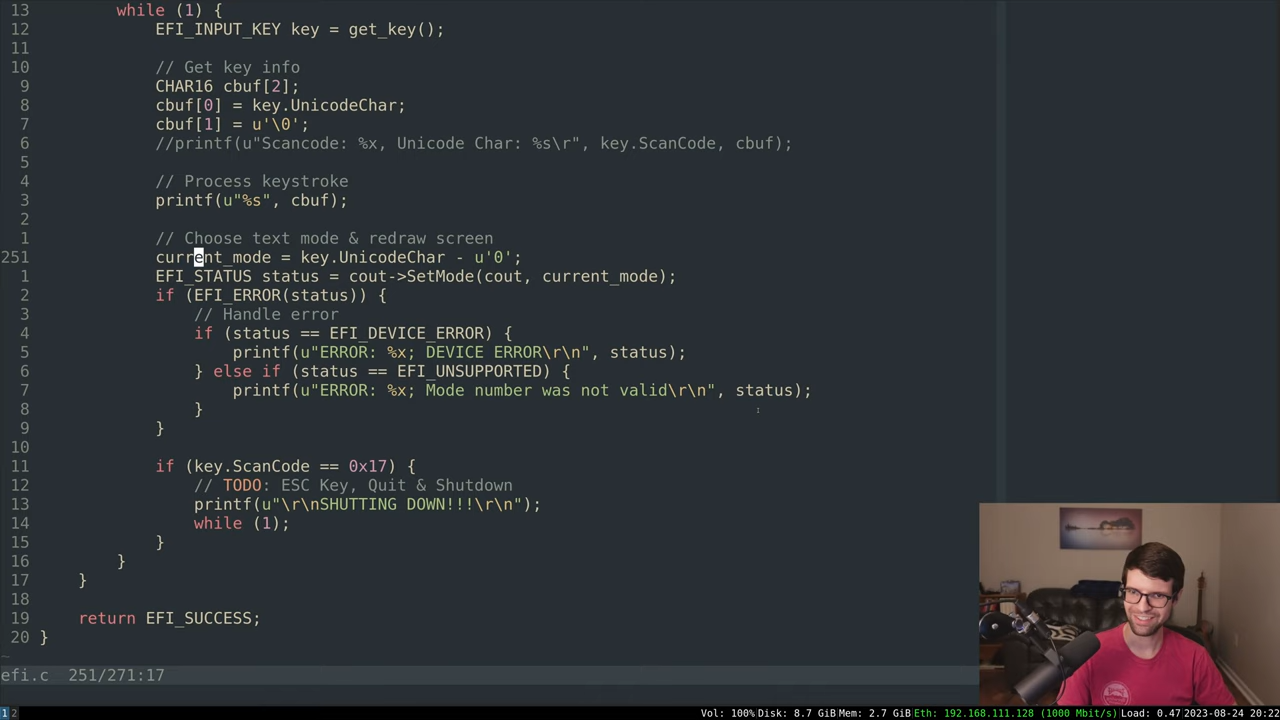 13 while (1) {
12 EFI_INPUT_KEY key = get_key();
11
10 // Get key info
9 CHAR16 cbuf[2];
8 cbuf[0] = key.UnicodeChar;
7 cbuf[1] = u'\0';
6 //printf(u"Scancode: %x, Unicode Char: %s\r", key.ScanCode, cbuf);
5
4 // Process keystroke
3 printf(u"%s", cbuf);
2
1 // Choose text mode & redraw screen
251 current_mode = key.UnicodeChar - u'0';
1 EFI_STATUS status = cout->SetMode(cout, current_mode);
2 if (EFI_ERROR(status)) {
3 // Handle error
4 if (status == EFI_DEVICE_ERROR) {
5 printf(u"ERROR: %x; DEVICE ERROR\r\n", status);
6 } else if (status == EFI_UNSUPPORTED) {
7 printf(u"ERROR: %x; Mode number was not valid\r\n", status);
8 }
9 }
10
11 if (key.ScanCode == 0x17) {
12 // TODO: ESC Key, Quit & Shutdown
13 printf(u"\r\nSHUTTING DOWN!!!\r\n");
14 while (1);
15 }
16 }
17 }
18
19 return EFI_SUCCESS;
20 }
~
efi.c 251/271:17
1 2 Vol: 100% Disk: 8.7 GiB Mem: 2.7 GiB Eth: 192.168.111.128 (1000 Mbit/s) Load: 0.47 2023-08-24 20:22